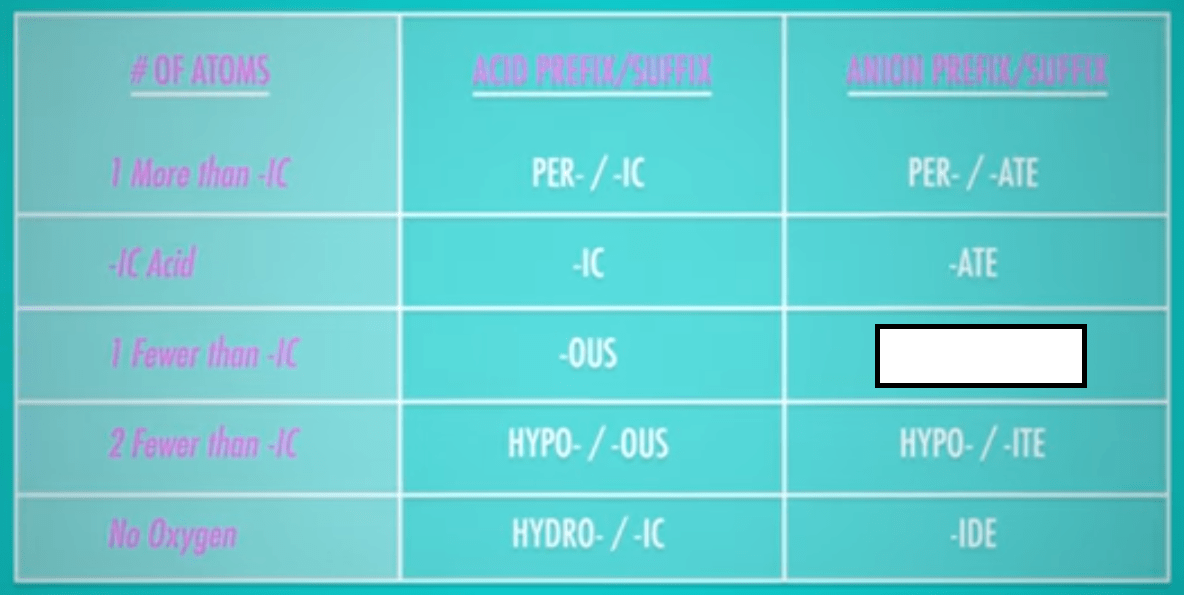 # OF ATOMS ACID PREFIX/SUFFIX ANION PREFIX/SUFFIX
1 More than -IC PER- / -IC PER- / -ATE
-IC Acid -IC -ATE
1 Fewer than -IC -OUS
2 Fewer than -IC HYPO- / -OUS HYPO- / -ITE
No Oxygen HYDRO- / -IC -IDE